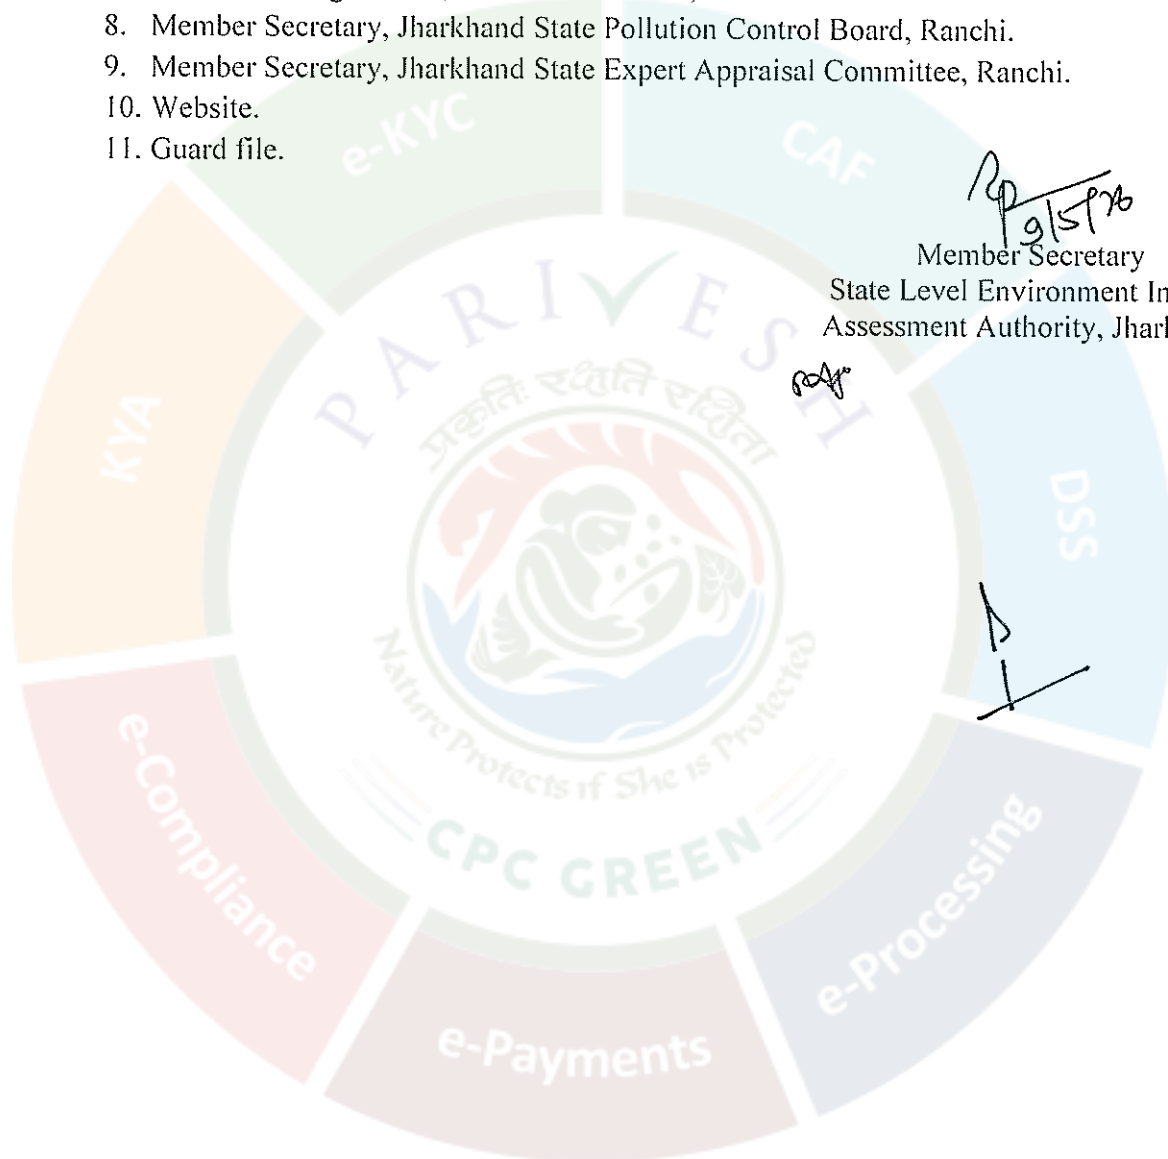 8. Member Secretary, Jharkhand State Pollution Control Board, Ranchi.
9. Member Secretary, Jharkhand State Expert Appraisal Committee, Ranchi.
10. Website.
11. Guard file.
9/5/26
Member Secretary
State Level Environment In
Assessment Authority, Jhar
e-KYC
CAF
KYA
DSS
PARIVESH
प्रकृतिः रक्षति रक्षिता
Nature Protects if She is Protected
CPC GREEN
e-Compliance
e-Processing
e-Payments